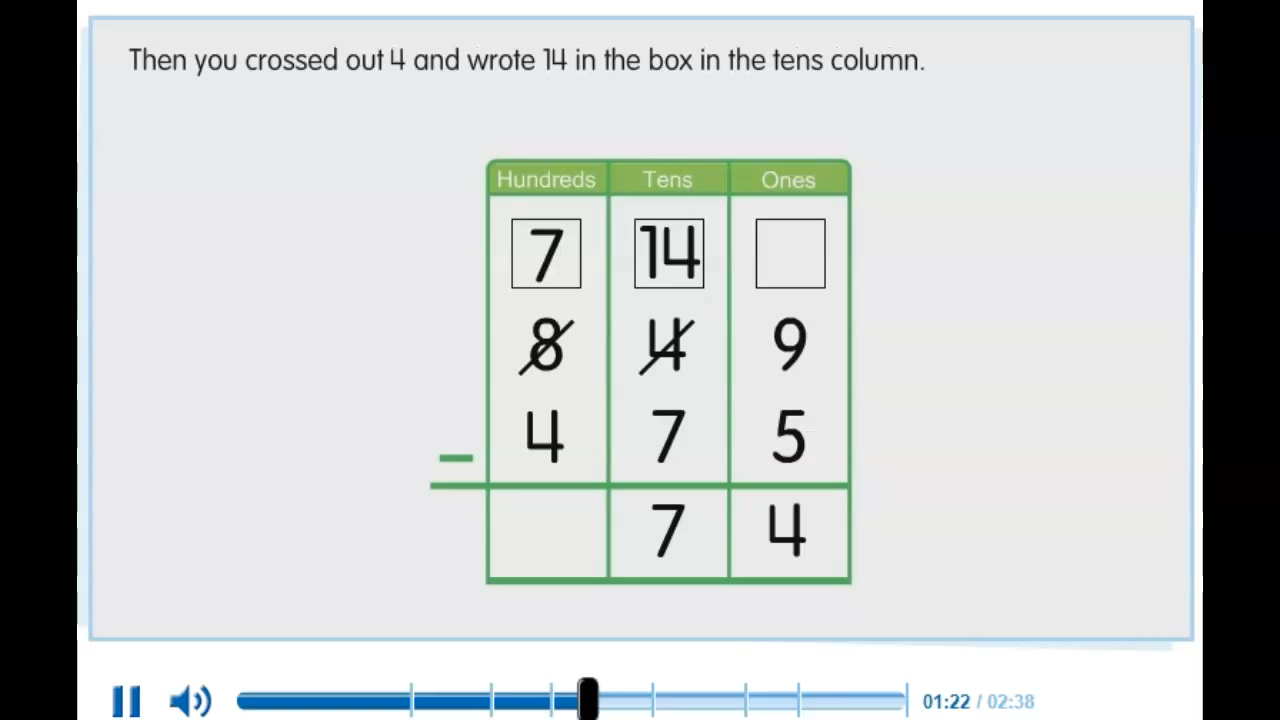 Then you crossed out 4 and wrote 14 in the box in the tens column.
Hundreds Tens Ones
7 14
8 4 9
− 4 7 5
7 4
01:22 / 02:38